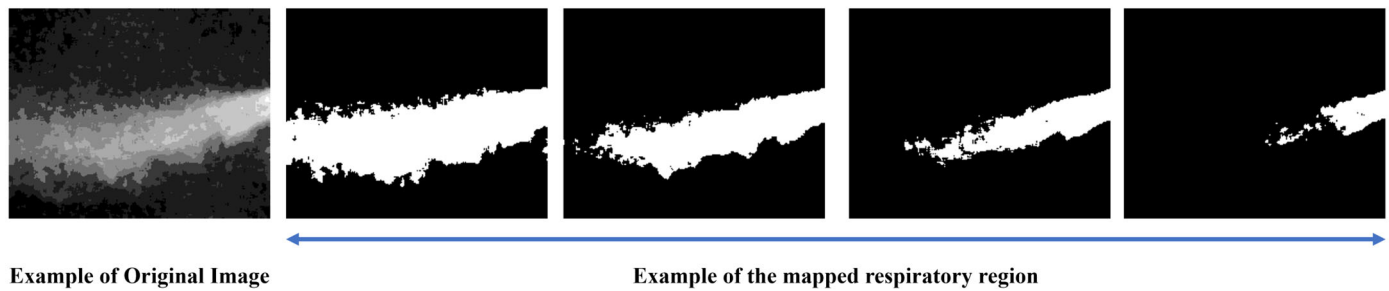 Example of Original Image
Example of the mapped respiratory region